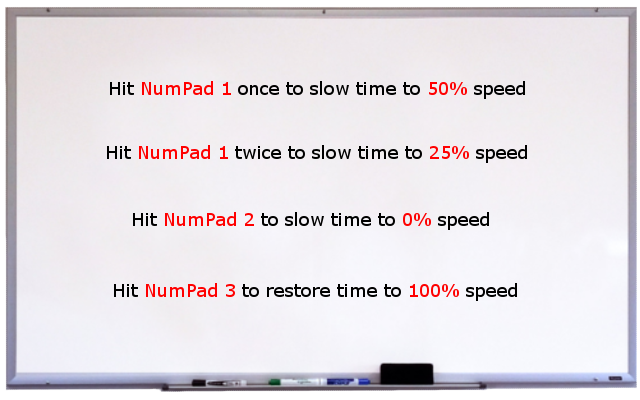 Hit NumPad 1 once to slow time to 50% speed
Hit NumPad 1 twice to slow time to 25% speed
Hit NumPad 2 to slow time to 0% speed
Hit NumPad 3 to restore time to 100% speed